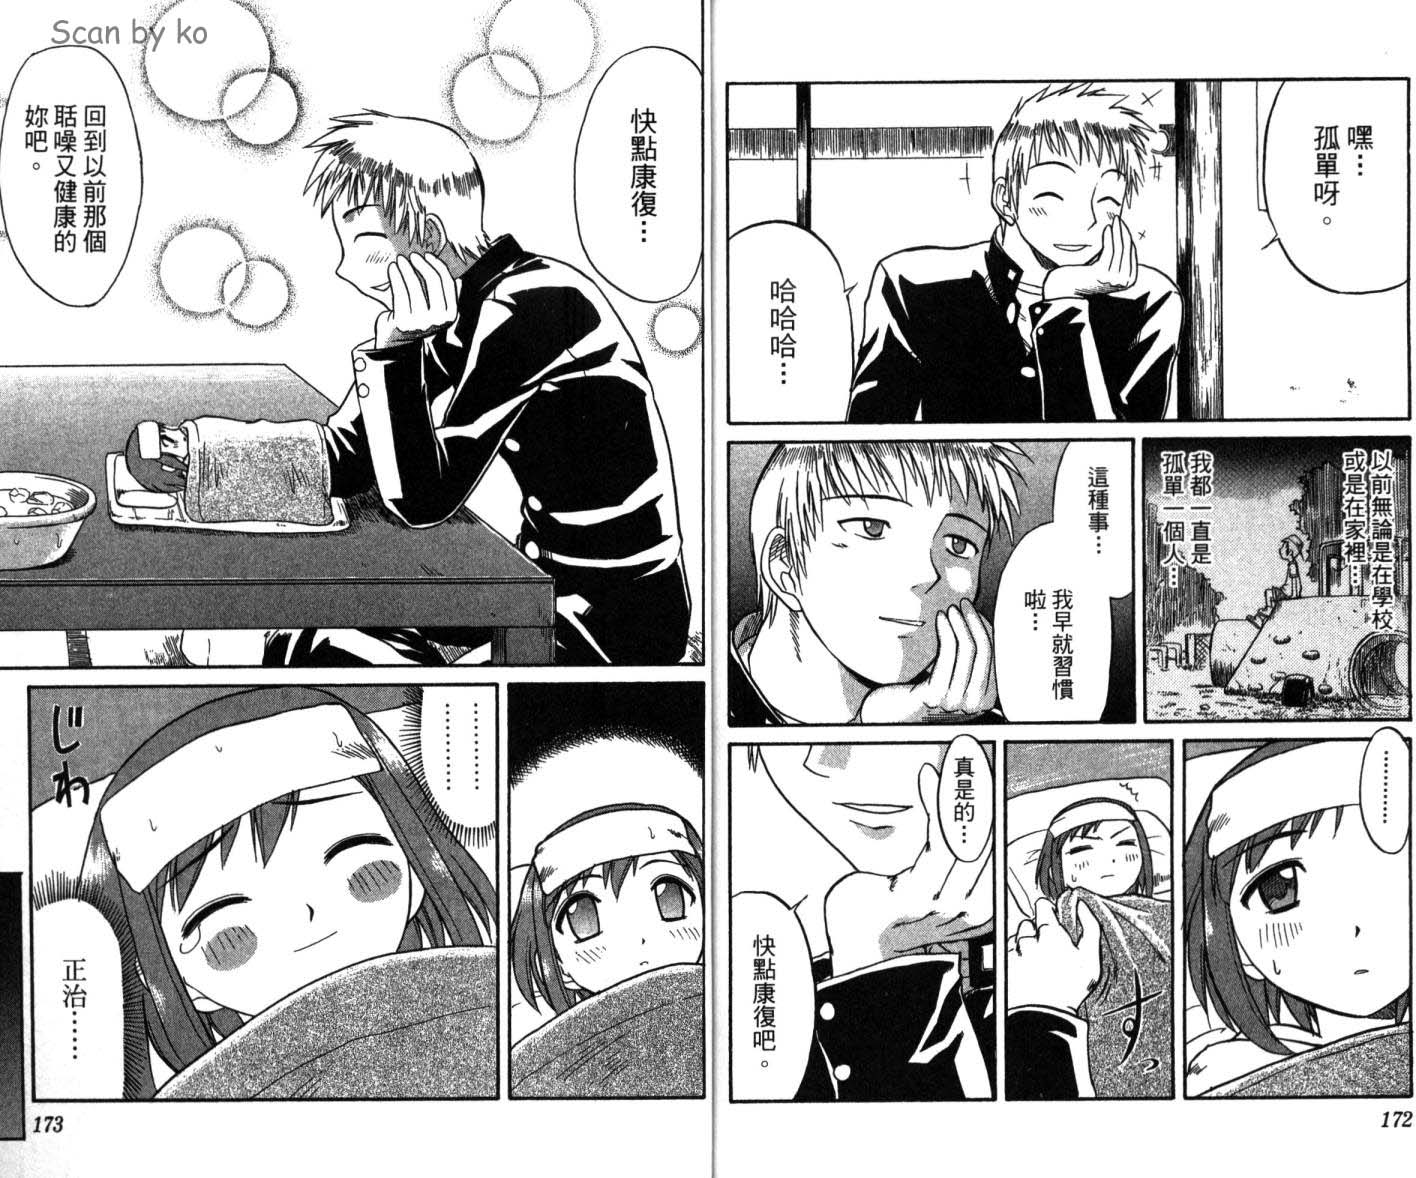 嘿…
孤單呀。
哈哈哈…
以前無論是在學校
或是在家裡…
我都一直是
孤單一個人…
這種事…
我早就習慣
啦…
…………
すっ
真是的…
快點康復吧。
172
Scan by ko
快點康復…
回到以前那個
聒噪又健康的
妳吧。
…………
…………
じわ
正治……
173